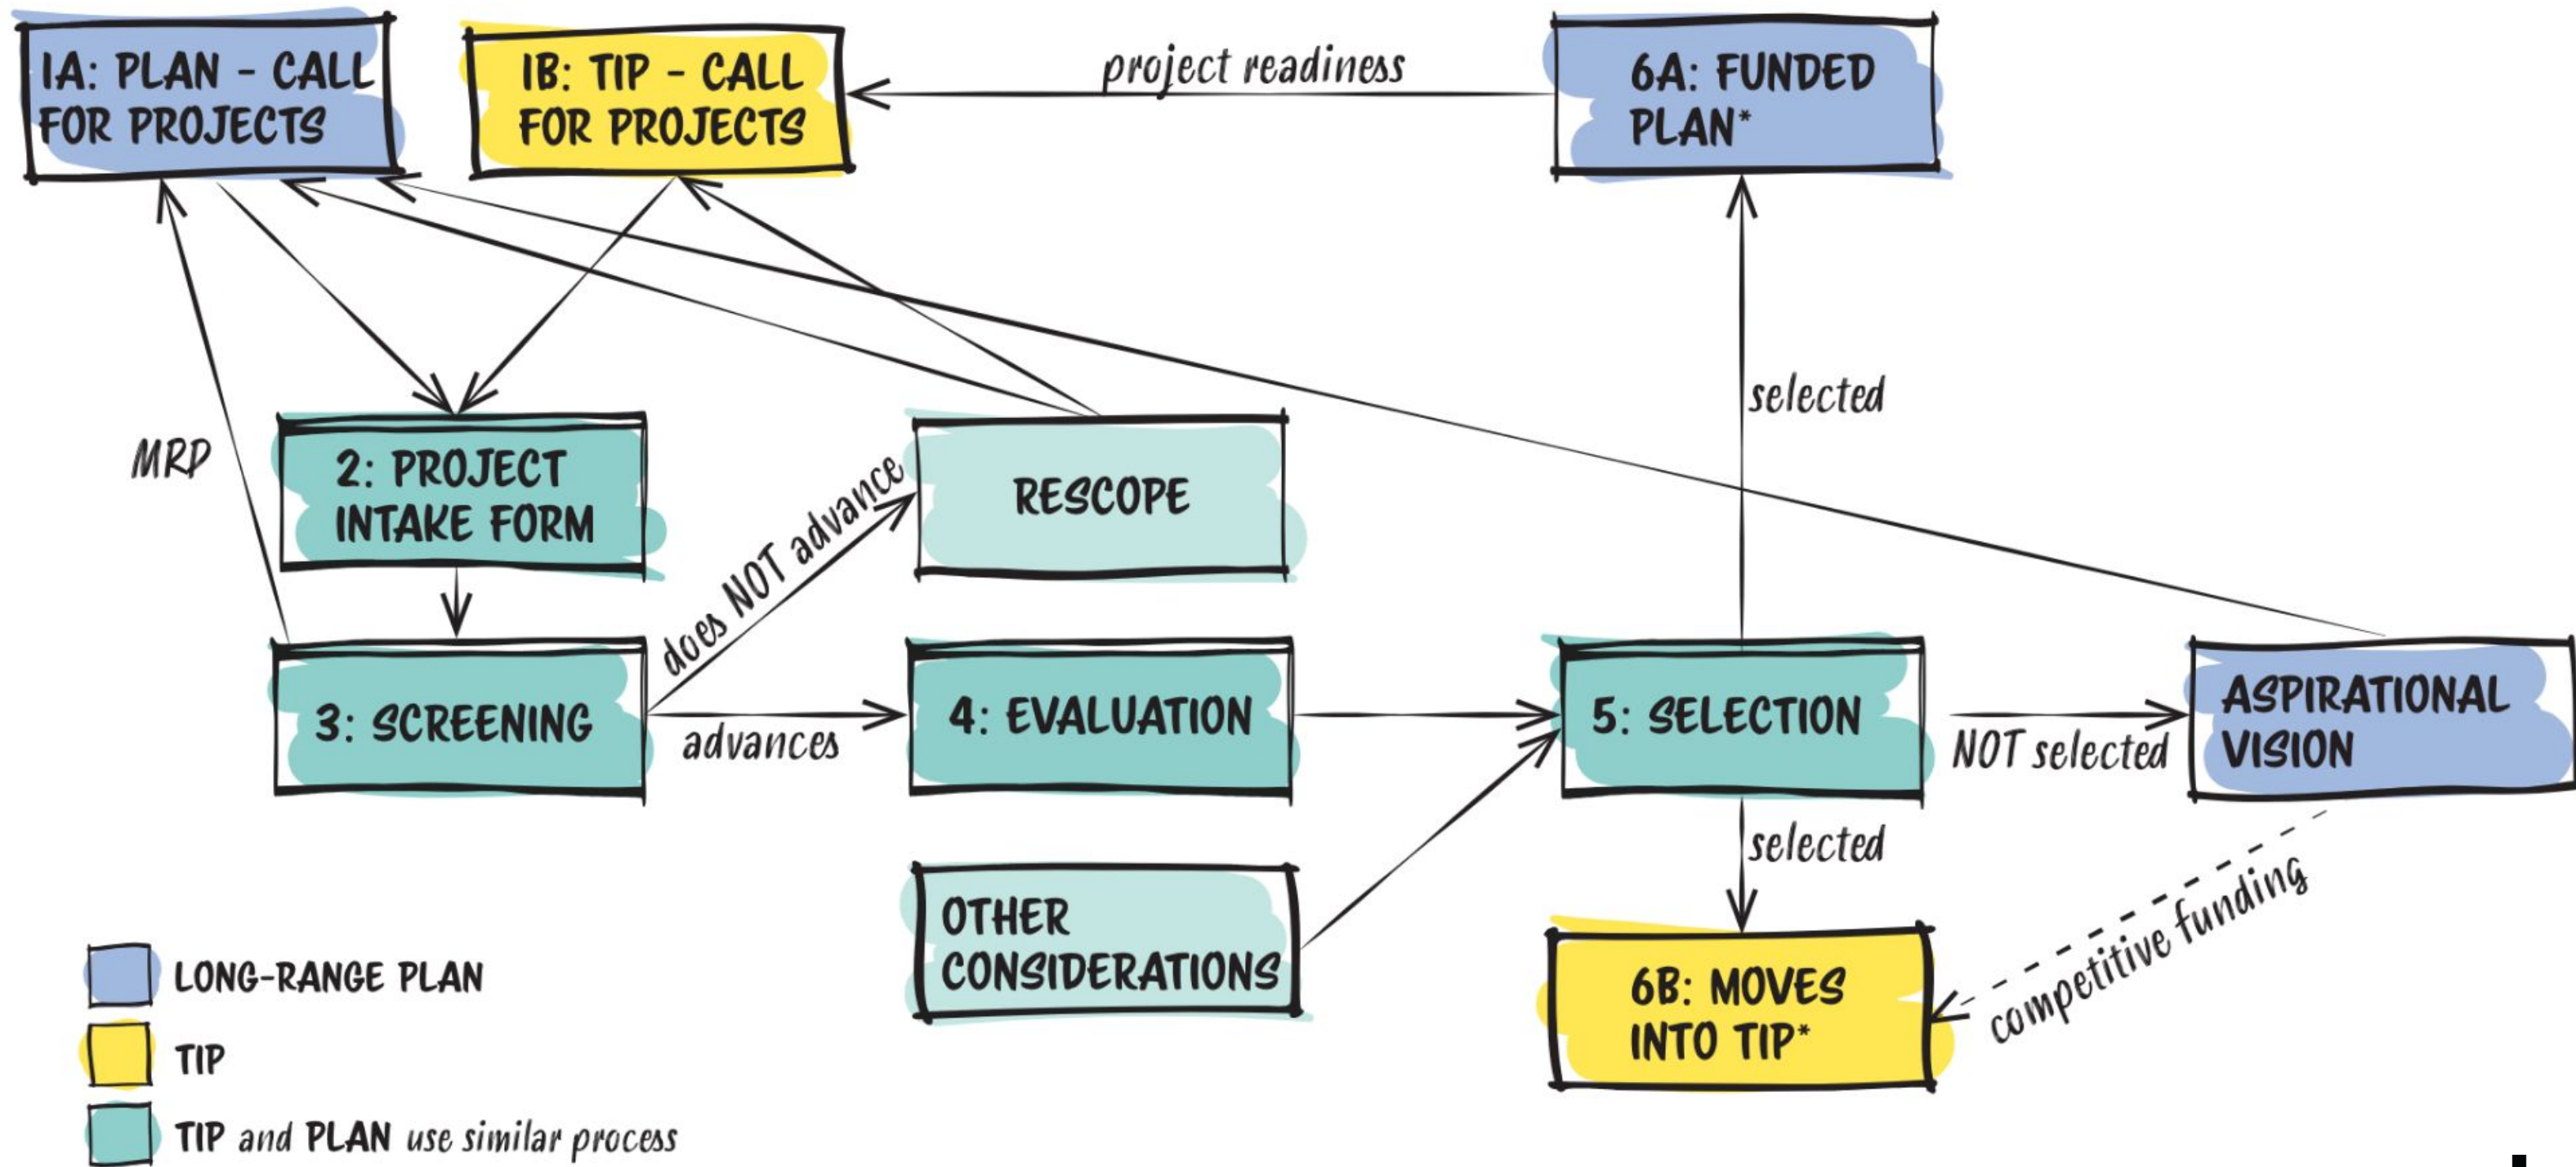 1A: PLAN - CALL
FOR PROJECTS
1B: TIP - CALL
FOR PROJECTS
project readiness
6A: FUNDED
PLAN*
MRP
2: PROJECT
INTAKE FORM
does NOT advance
RESCOPE
selected
3: SCREENING
advances
4: EVALUATION
5: SELECTION
NOT selected
ASPIRATIONAL
VISION
selected
OTHER
CONSIDERATIONS
6B: MOVES
INTO TIP*
competitive funding
LONG-RANGE PLAN
TIP
TIP and PLAN use similar process